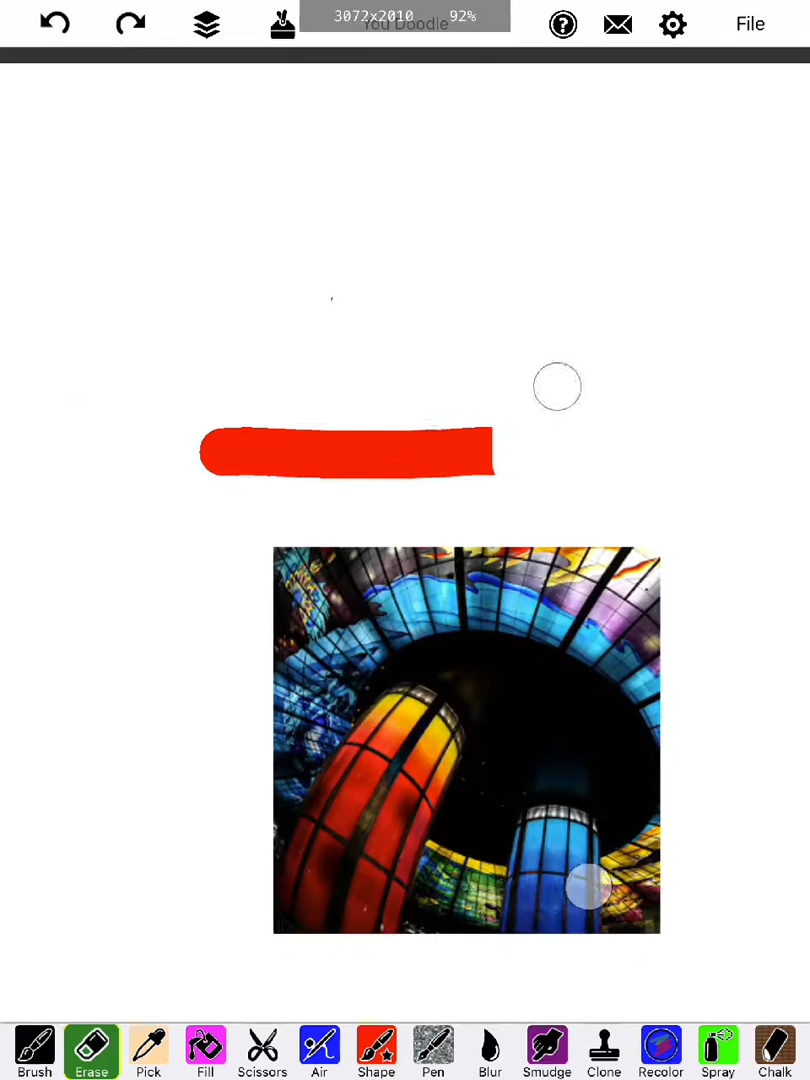 3072x2010 92%
You Doodle
File
Brush Erase Pick Fill Scissors Air Shape Pen Blur Smudge Clone Recolor Spray Chalk